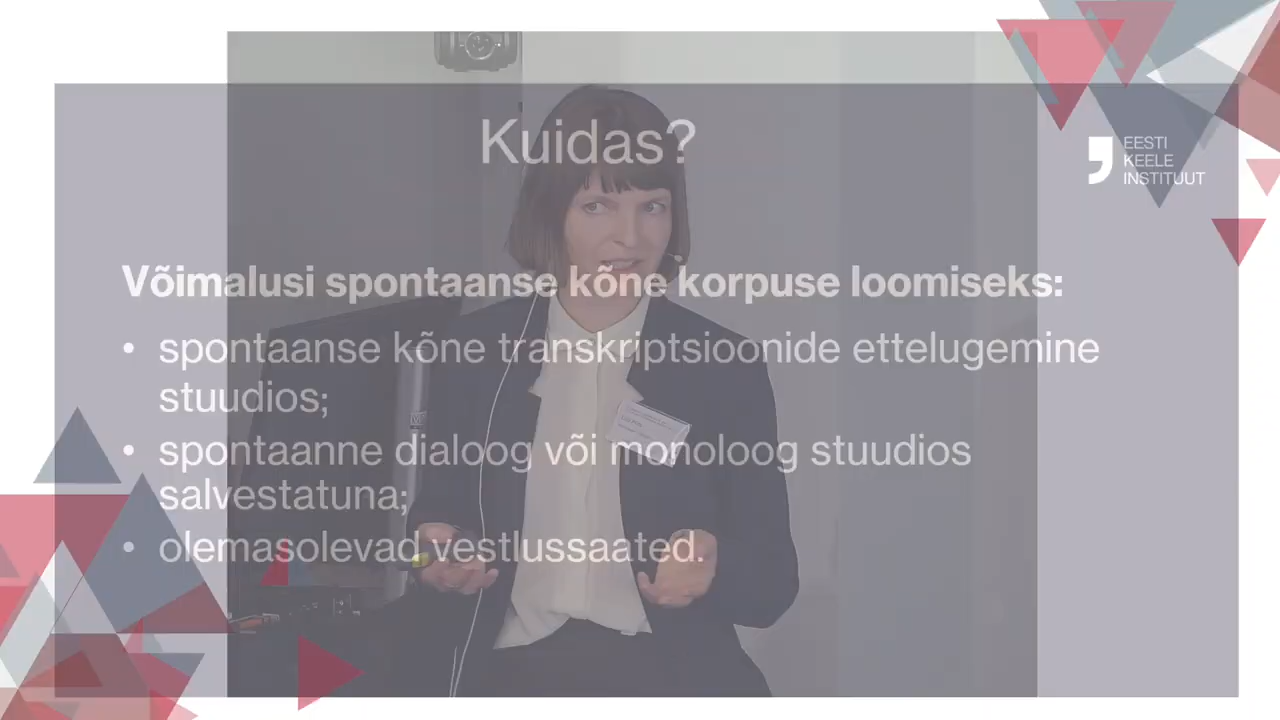 Kuidas?
EESTI
KEELE
INSTITUUT
Võimalusi spontaanse kõne korpuse loomiseks:
• spontaanse kõne transkriptsioonide ettelugemine
stuudios;
• spontaanne dialoog või monoloog stuudios
salvestatuna;
• olemasolevad vestlussaated.